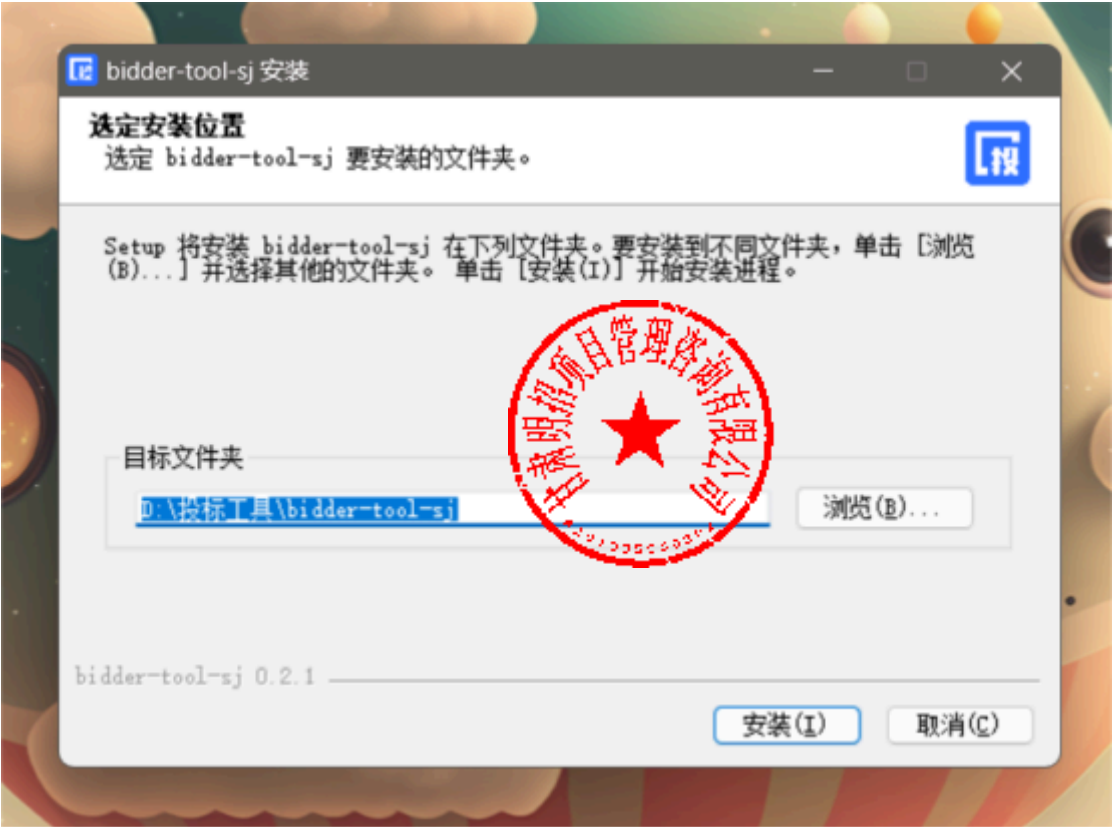 bidder-tool-sj 安装
选定安装位置
选定 bidder-tool-sj 要安装的文件夹。
投
Setup 将安装 bidder-tool-sj 在下列文件夹。要安装到不同文件夹，单击 [浏览
(B)...] 并选择其他的文件夹。 单击 [安装(I)] 开始安装进程。
甘肃明招项目管理咨询有限公司
目标文件夹
D:\投标工具\bidder-tool-sj
浏览(B)...
bidder-tool-sj 0.2.1
安装(I)
取消(C)